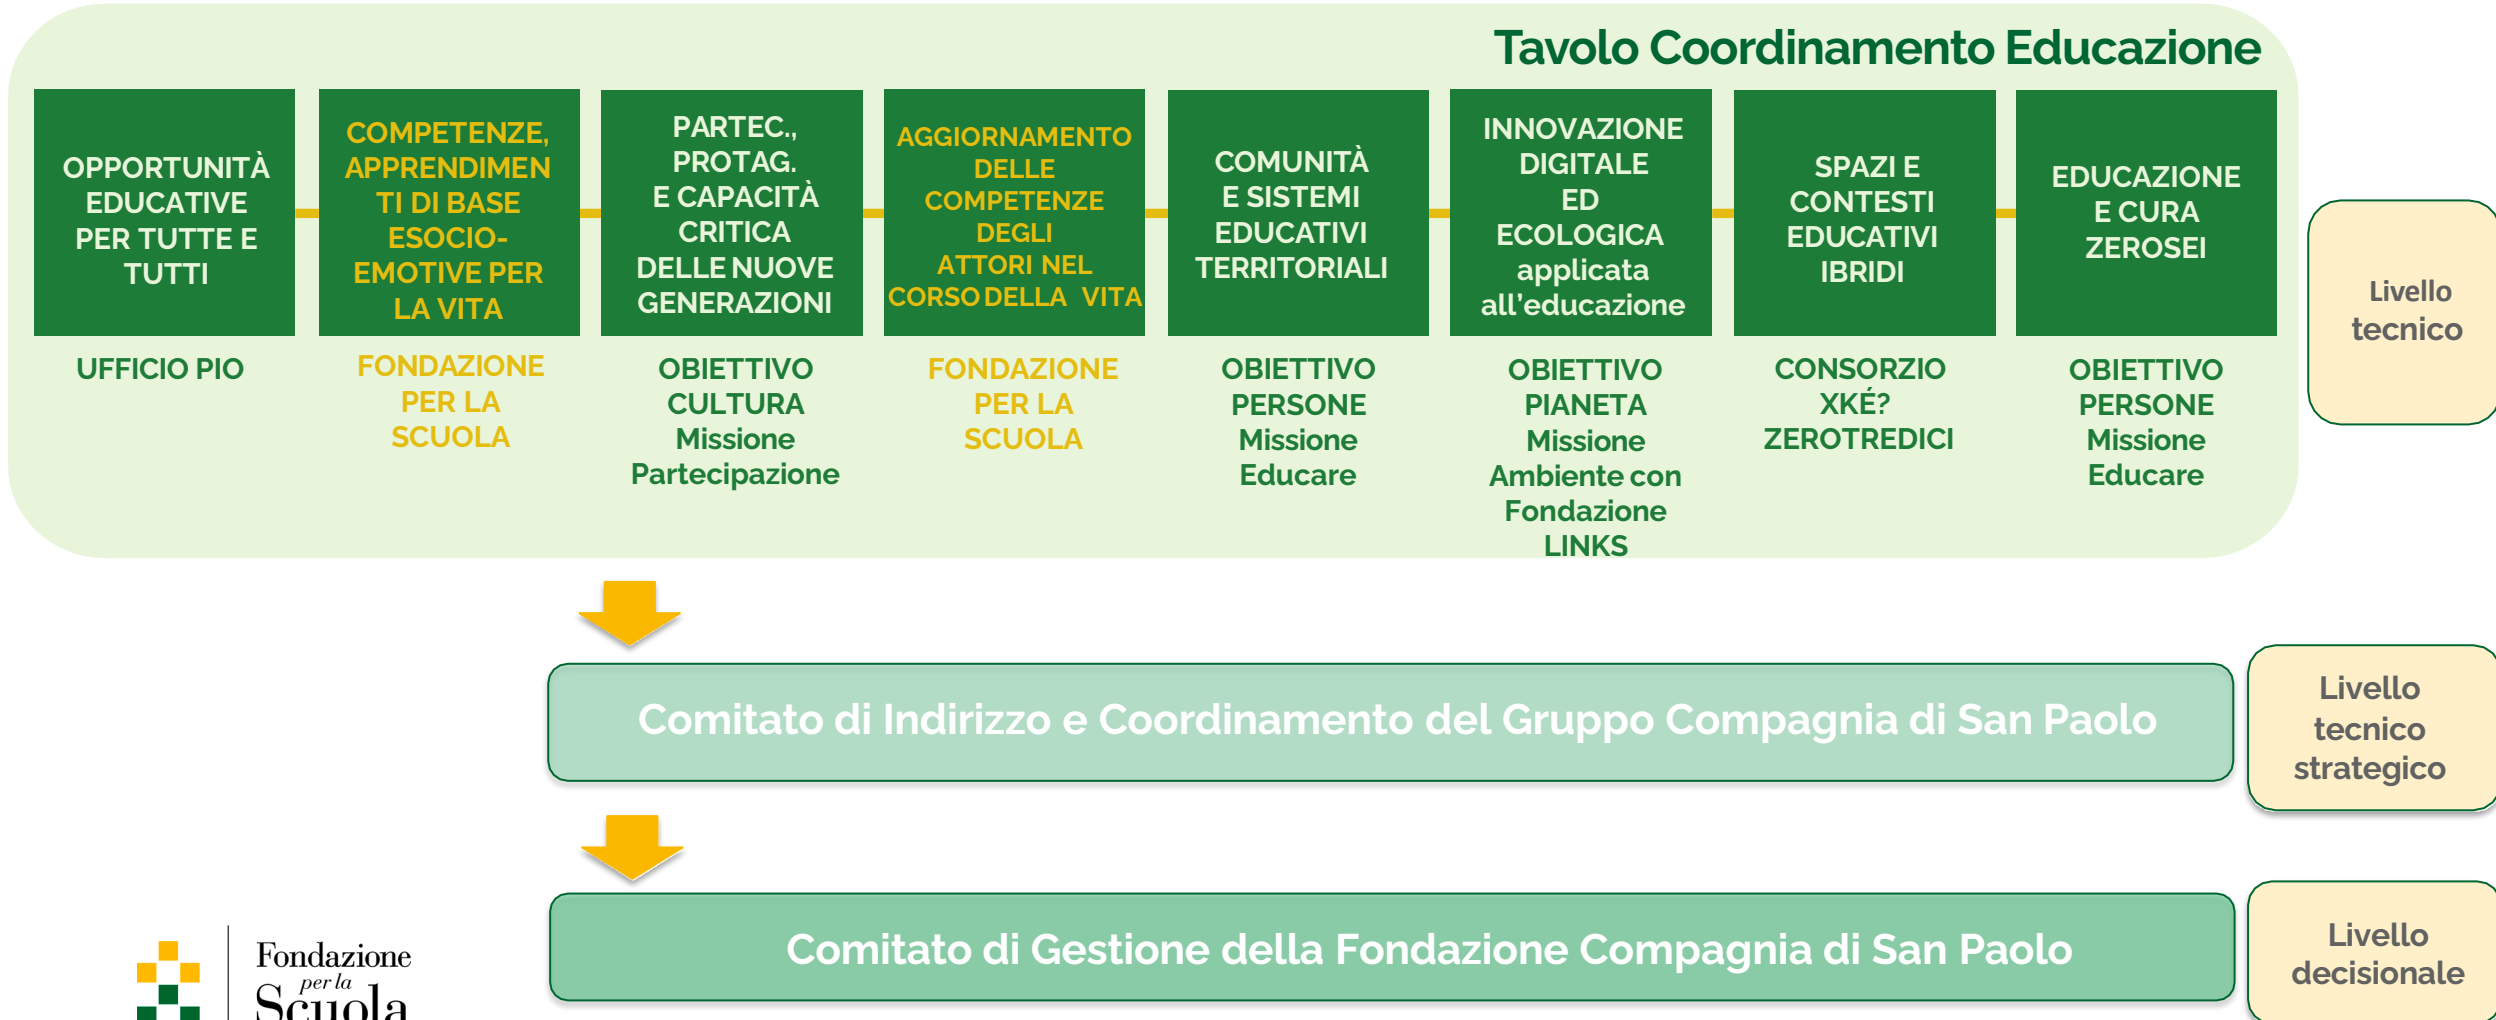 Tavolo Coordinamento Educazione
OPPORTUNITÀ
EDUCATIVE
PER TUTTE E
TUTTI
UFFICIO PIO
COMPETENZE,
APPRENDIMEN
TI DI BASE
ESOCIO-
EMOTIVE PER
LA VITA
FONDAZIONE
PER LA
SCUOLA
PARTEC.,
PROTAG.
E CAPACITÀ
CRITICA
DELLE NUOVE
GENERAZIONI
OBIETTIVO
CULTURA
Missione
Partecipazione
AGGIORNAMENTO
DELLE
COMPETENZE
DEGLI
ATTORI NEL
CORSO DELLA VITA
FONDAZIONE
PER LA
SCUOLA
COMUNITÀ
E SISTEMI
EDUCATIVI
TERRITORIALI
OBIETTIVO
PERSONE
Missione
Educare
INNOVAZIONE
DIGITALE
ED
ECOLOGICA
applicata
all'educazione
OBIETTIVO
PIANETA
Missione
Ambiente con
Fondazione
LINKS
SPAZI E
CONTESTI
EDUCATIVI
IBRIDI
CONSORZIO
XKÉ?
ZEROTREDICI
EDUCAZIONE
E CURA
ZEROSEI
OBIETTIVO
PERSONE
Missione
Educare
Livello
tecnico
Comitato di Indirizzo e Coordinamento del Gruppo Compagnia di San Paolo
Livello
tecnico
strategico
Comitato di Gestione della Fondazione Compagnia di San Paolo
Livello
decisionale
Fondazione
per la
Scuola